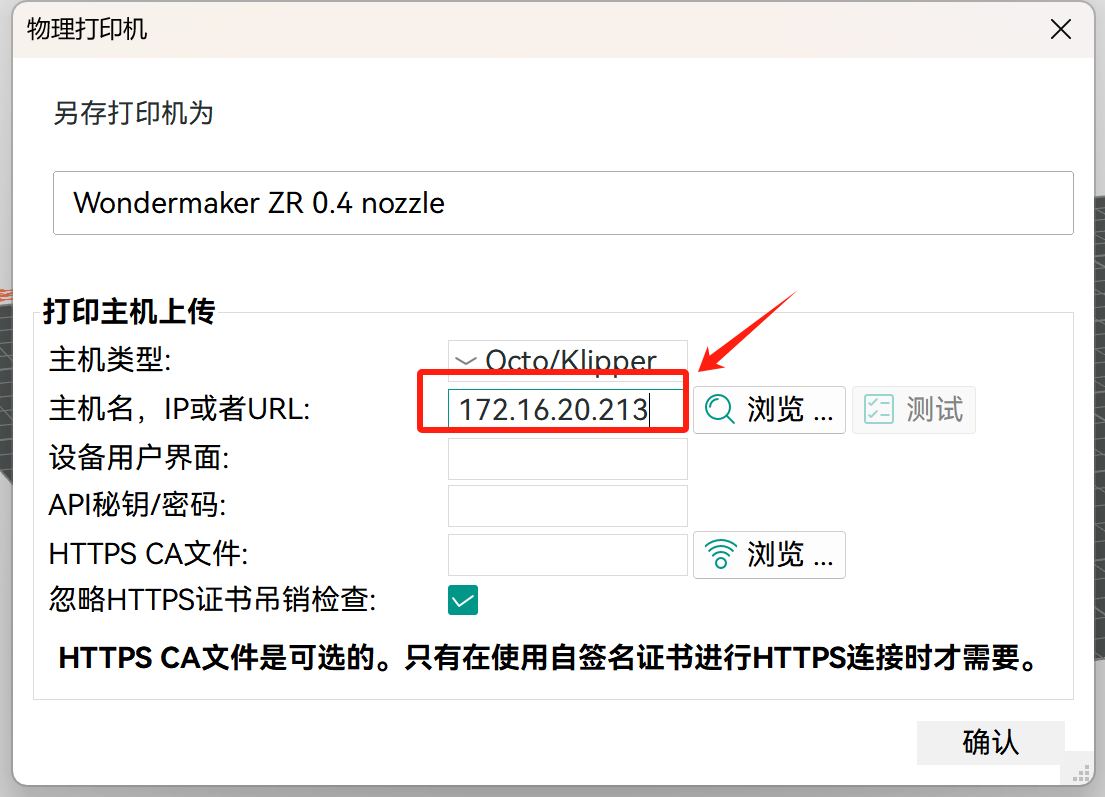 物理打印机
另存打印机为
Wondermaker ZR 0.4 nozzle
打印主机上传
主机类型: Octo/Klipper
主机名，IP或者URL: 172.16.20.213 浏览 ... 测试
设备用户界面:
API秘钥/密码:
HTTPS CA文件: 浏览 ...
忽略HTTPS证书吊销检查:
HTTPS CA文件是可选的。只有在使用自签名证书进行HTTPS连接时才需要。
确认